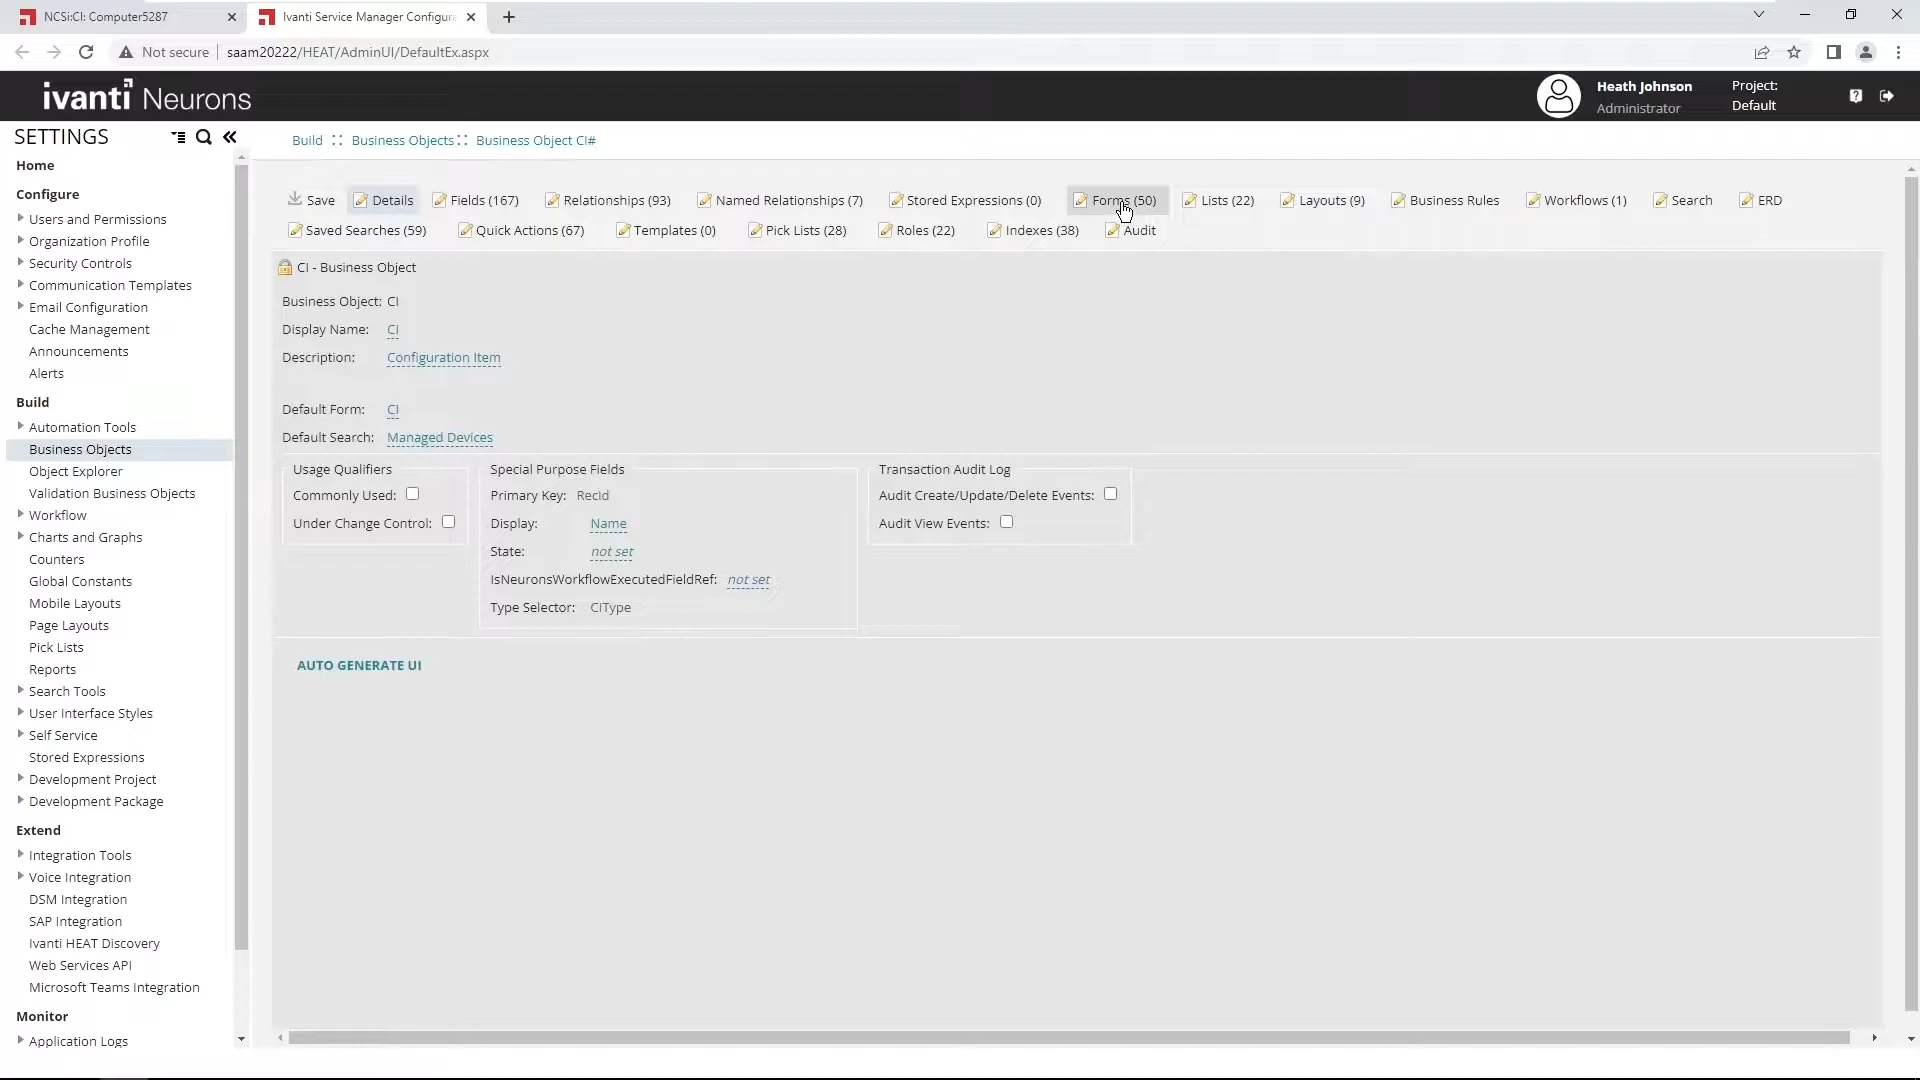 NCSi:CI: Computer5287
Ivanti Service Manager Configura
Not secure
saam20222/HEAT/AdminUI/DefaultEx.aspx
ivanti Neurons
Heath Johnson
Administrator
Project:
Default
SETTINGS
Home
Configure
Users and Permissions
Organization Profile
Security Controls
Communication Templates
Email Configuration
Cache Management
Announcements
Alerts
Build
Automation Tools
Business Objects
Object Explorer
Validation Business Objects
Workflow
Charts and Graphs
Counters
Global Constants
Mobile Layouts
Page Layouts
Pick Lists
Reports
Search Tools
User Interface Styles
Self Service
Stored Expressions
Development Project
Development Package
Extend
Integration Tools
Voice Integration
DSM Integration
SAP Integration
Ivanti HEAT Discovery
Web Services API
Microsoft Teams Integration
Monitor
Application Logs
Build :: Business Objects :: Business Object CI#
Save Details Fields (167) Relationships (93) Named Relationships (7) Stored Expressions (0) Forms (50) Lists (22) Layouts (9) Business Rules Workflows (1) Search ERD
Saved Searches (59) Quick Actions (67) Templates (0) Pick Lists (28) Roles (22) Indexes (38) Audit
CI - Business Object
Business Object: CI
Display Name: CI
Description: Configuration Item
Default Form: CI
Default Search: Managed Devices
Usage Qualifiers
Commonly Used:
Under Change Control:
Special Purpose Fields
Primary Key: RecId
Display: Name
State: not set
IsNeuronsWorkflowExecutedFieldRef: not set
Type Selector: CIType
Transaction Audit Log
Audit Create/Update/Delete Events:
Audit View Events:
AUTO GENERATE UI